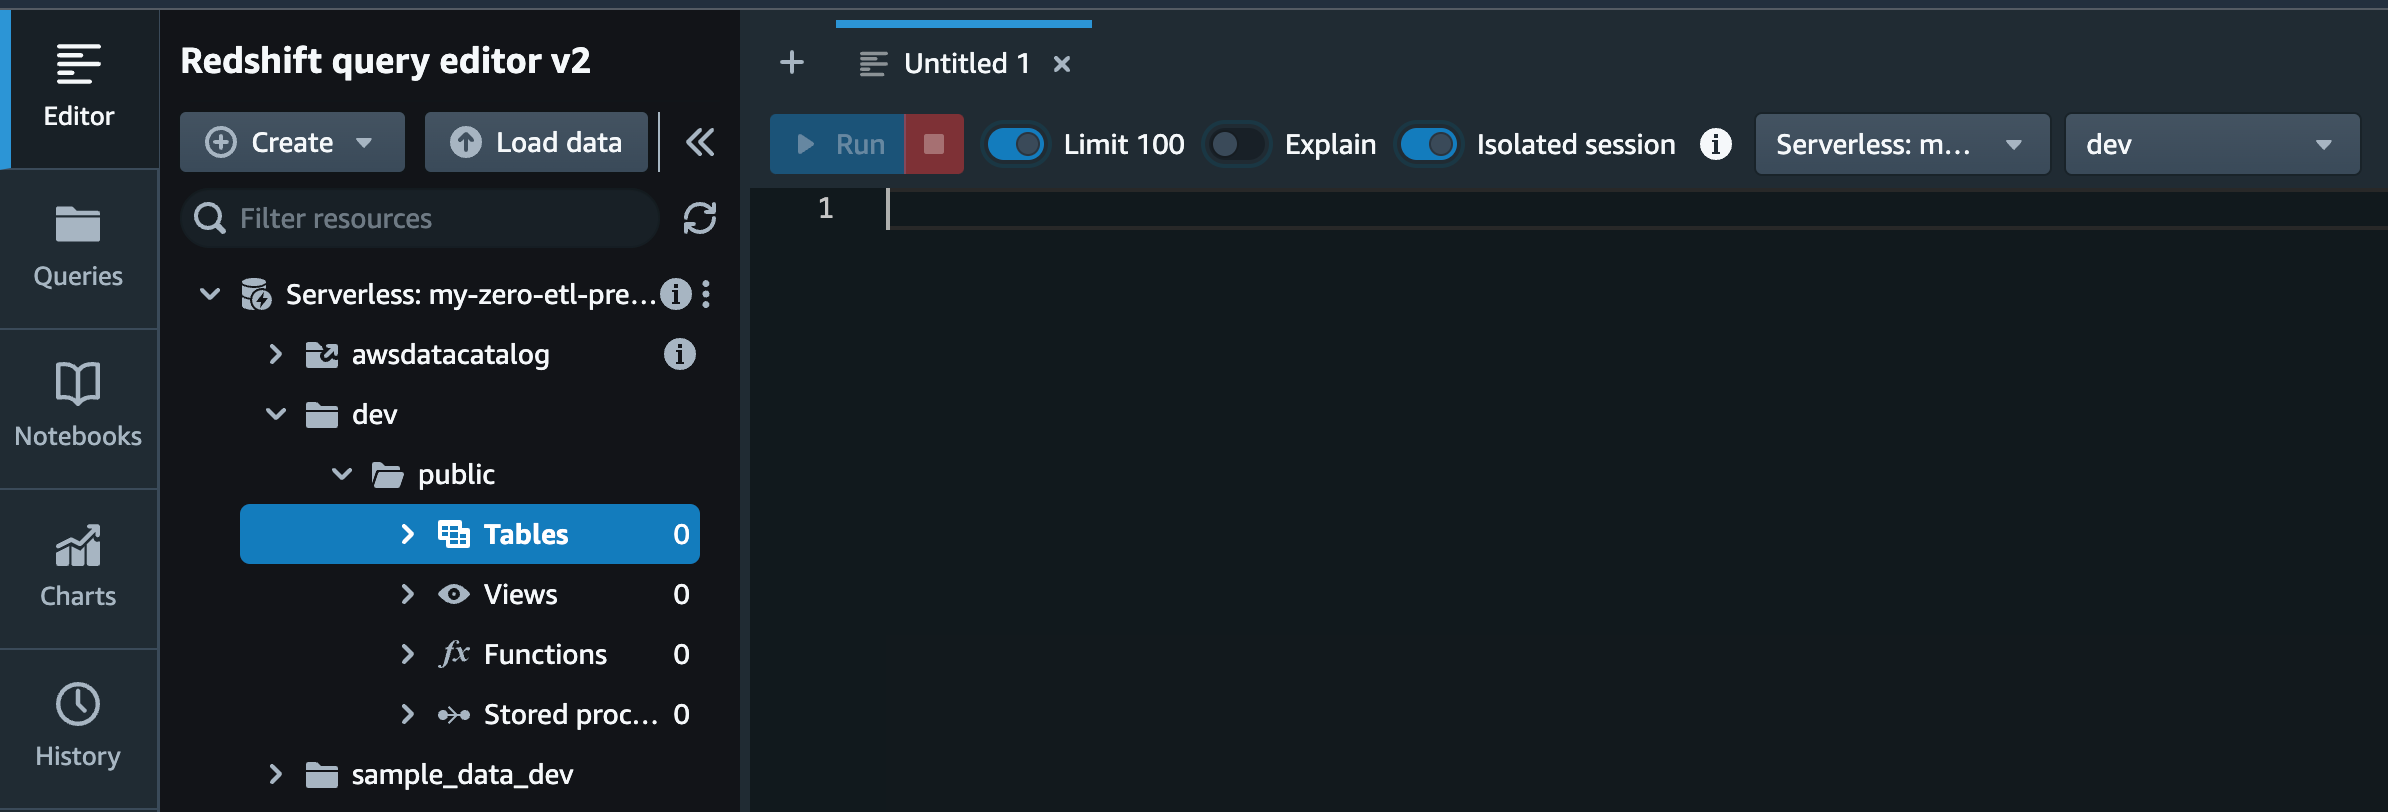 Editor
Queries
Notebooks
Charts
History
Redshift query editor v2
Create
Load data
Filter resources
Serverless: my-zero-etl-pre...
awsdatacatalog
dev
public
Tables 0
Views 0
fx Functions 0
Stored proc... 0
sample_data_dev
Untitled 1
Run
Limit 100
Explain
Isolated session
Serverless: m...
dev
1